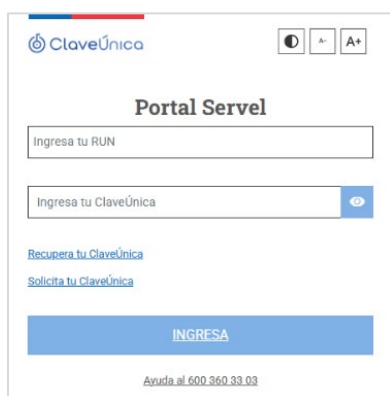 ClaveÚnica
A-
A+
Portal Servel
Ingresa tu RUN
Ingresa tu ClaveÚnica
Recupera tu ClaveÚnica
Solicita tu ClaveÚnica
INGRESA
Ayuda al 600 360 33 03